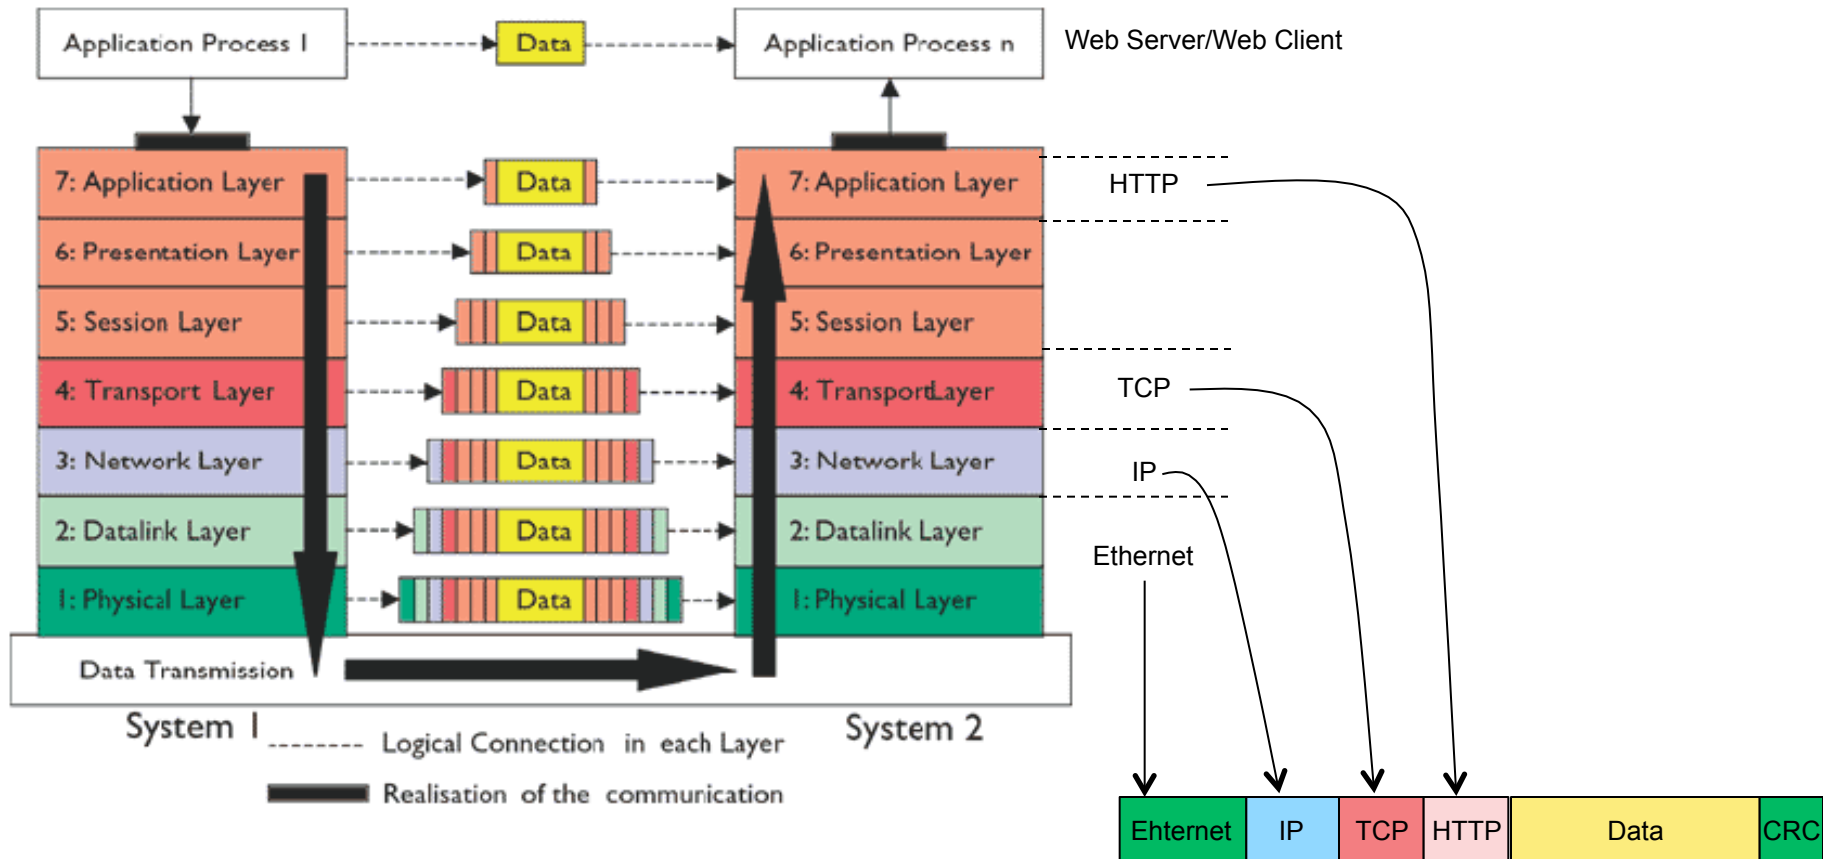 Application Process 1
Data
Application Process n
Web Server/Web Client
7: Application Layer
Data
7: Application Layer
HTTP
6: Presentation Layer
Data
6: Presentation Layer
5: Session Layer
Data
5: Session Layer
4: Transport Layer
Data
4: Transport Layer
TCP
3: Network Layer
Data
3: Network Layer
IP
2: Datalink Layer
Data
2: Datalink Layer
Ethernet
1: Physical Layer
Data
1: Physical Layer
Data Transmission
System 1
System 2
Logical Connection in each Layer
Realisation of the communication
Ehternet
IP
TCP
HTTP
Data
CRC